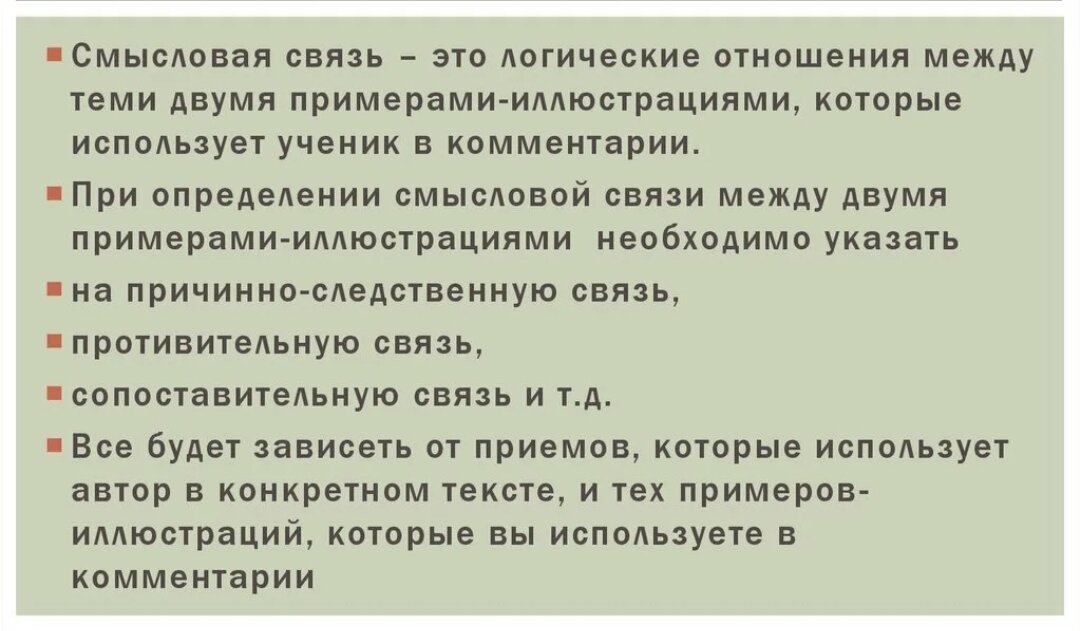 Смысловая связь – это логические отношения между
теми двумя примерами-иллюстрациями, которые
использует ученик в комментарии.
При определении смысловой связи между двумя
примерами-иллюстрациями необходимо указать
на причинно-следственную связь,
противительную связь,
сопоставительную связь и т.д.
Все будет зависеть от приемов, которые использует
автор в конкретном тексте, и тех примеров-
иллюстраций, которые вы используете в
комментарии